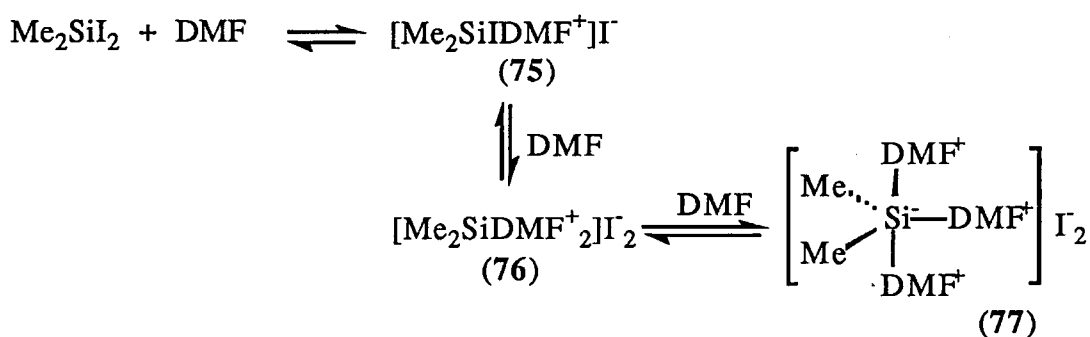 Me₂SiI₂ + DMF ⇌ [Me₂SiIDMF⁺]I⁻
(75)
DMF
[Me₂SiDMF⁺₂]I⁻₂
(76)
DMF
DMF⁺
Me
Si⁻
DMF⁺
I⁻₂
Me
DMF⁺
(77)